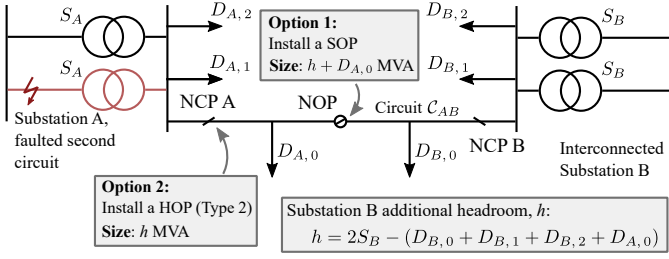 S_A
D_{A,2}
Option 1:
Install a SOP
Size: h + D_{A,0} MVA
D_{B,2}
S_B
S_A
D_{A,1}
D_{B,1}
S_B
NCP A
NOP
Circuit C_{AB}
NCP B
Substation A,
faulted second
circuit
D_{A,0}
D_{B,0}
Interconnected
Substation B
Option 2:
Install a HOP (Type 2)
Size: h MVA
Substation B additional headroom, h:
h = 2S_B − (D_{B,0} + D_{B,1} + D_{B,2} + D_{A,0})